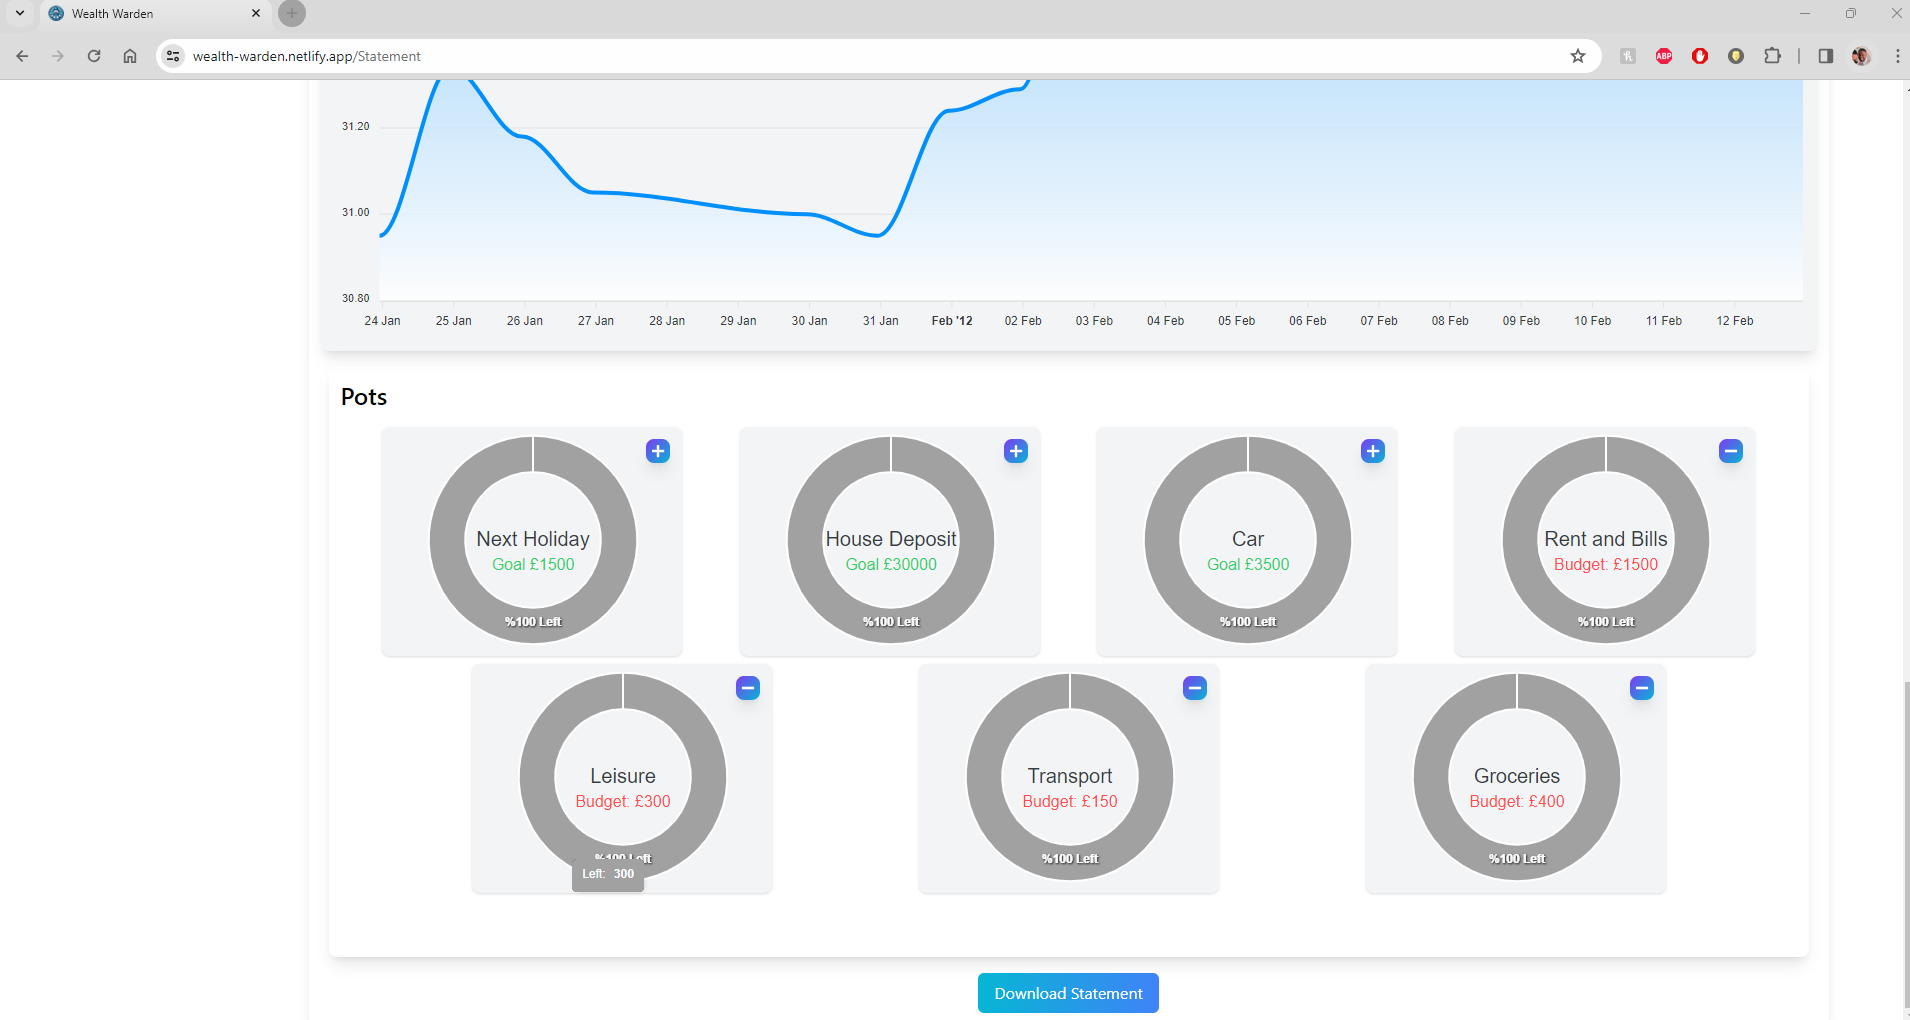 Wealth Warden
wealth-warden.netlify.app/Statement
ABP
31.20
31.00
30.80
24 Jan 25 Jan 26 Jan 27 Jan 28 Jan 29 Jan 30 Jan 31 Jan Feb '12 02 Feb 03 Feb 04 Feb 05 Feb 06 Feb 07 Feb 08 Feb 09 Feb 10 Feb 11 Feb 12 Feb
Pots
Next Holiday
Goal £1500
%100 Left
House Deposit
Goal £30000
%100 Left
Car
Goal £3500
%100 Left
Rent and Bills
Budget: £1500
%100 Left
Leisure
Budget: £300
%100 Left
Left: 300
Transport
Budget: £150
%100 Left
Groceries
Budget: £400
%100 Left
Download Statement